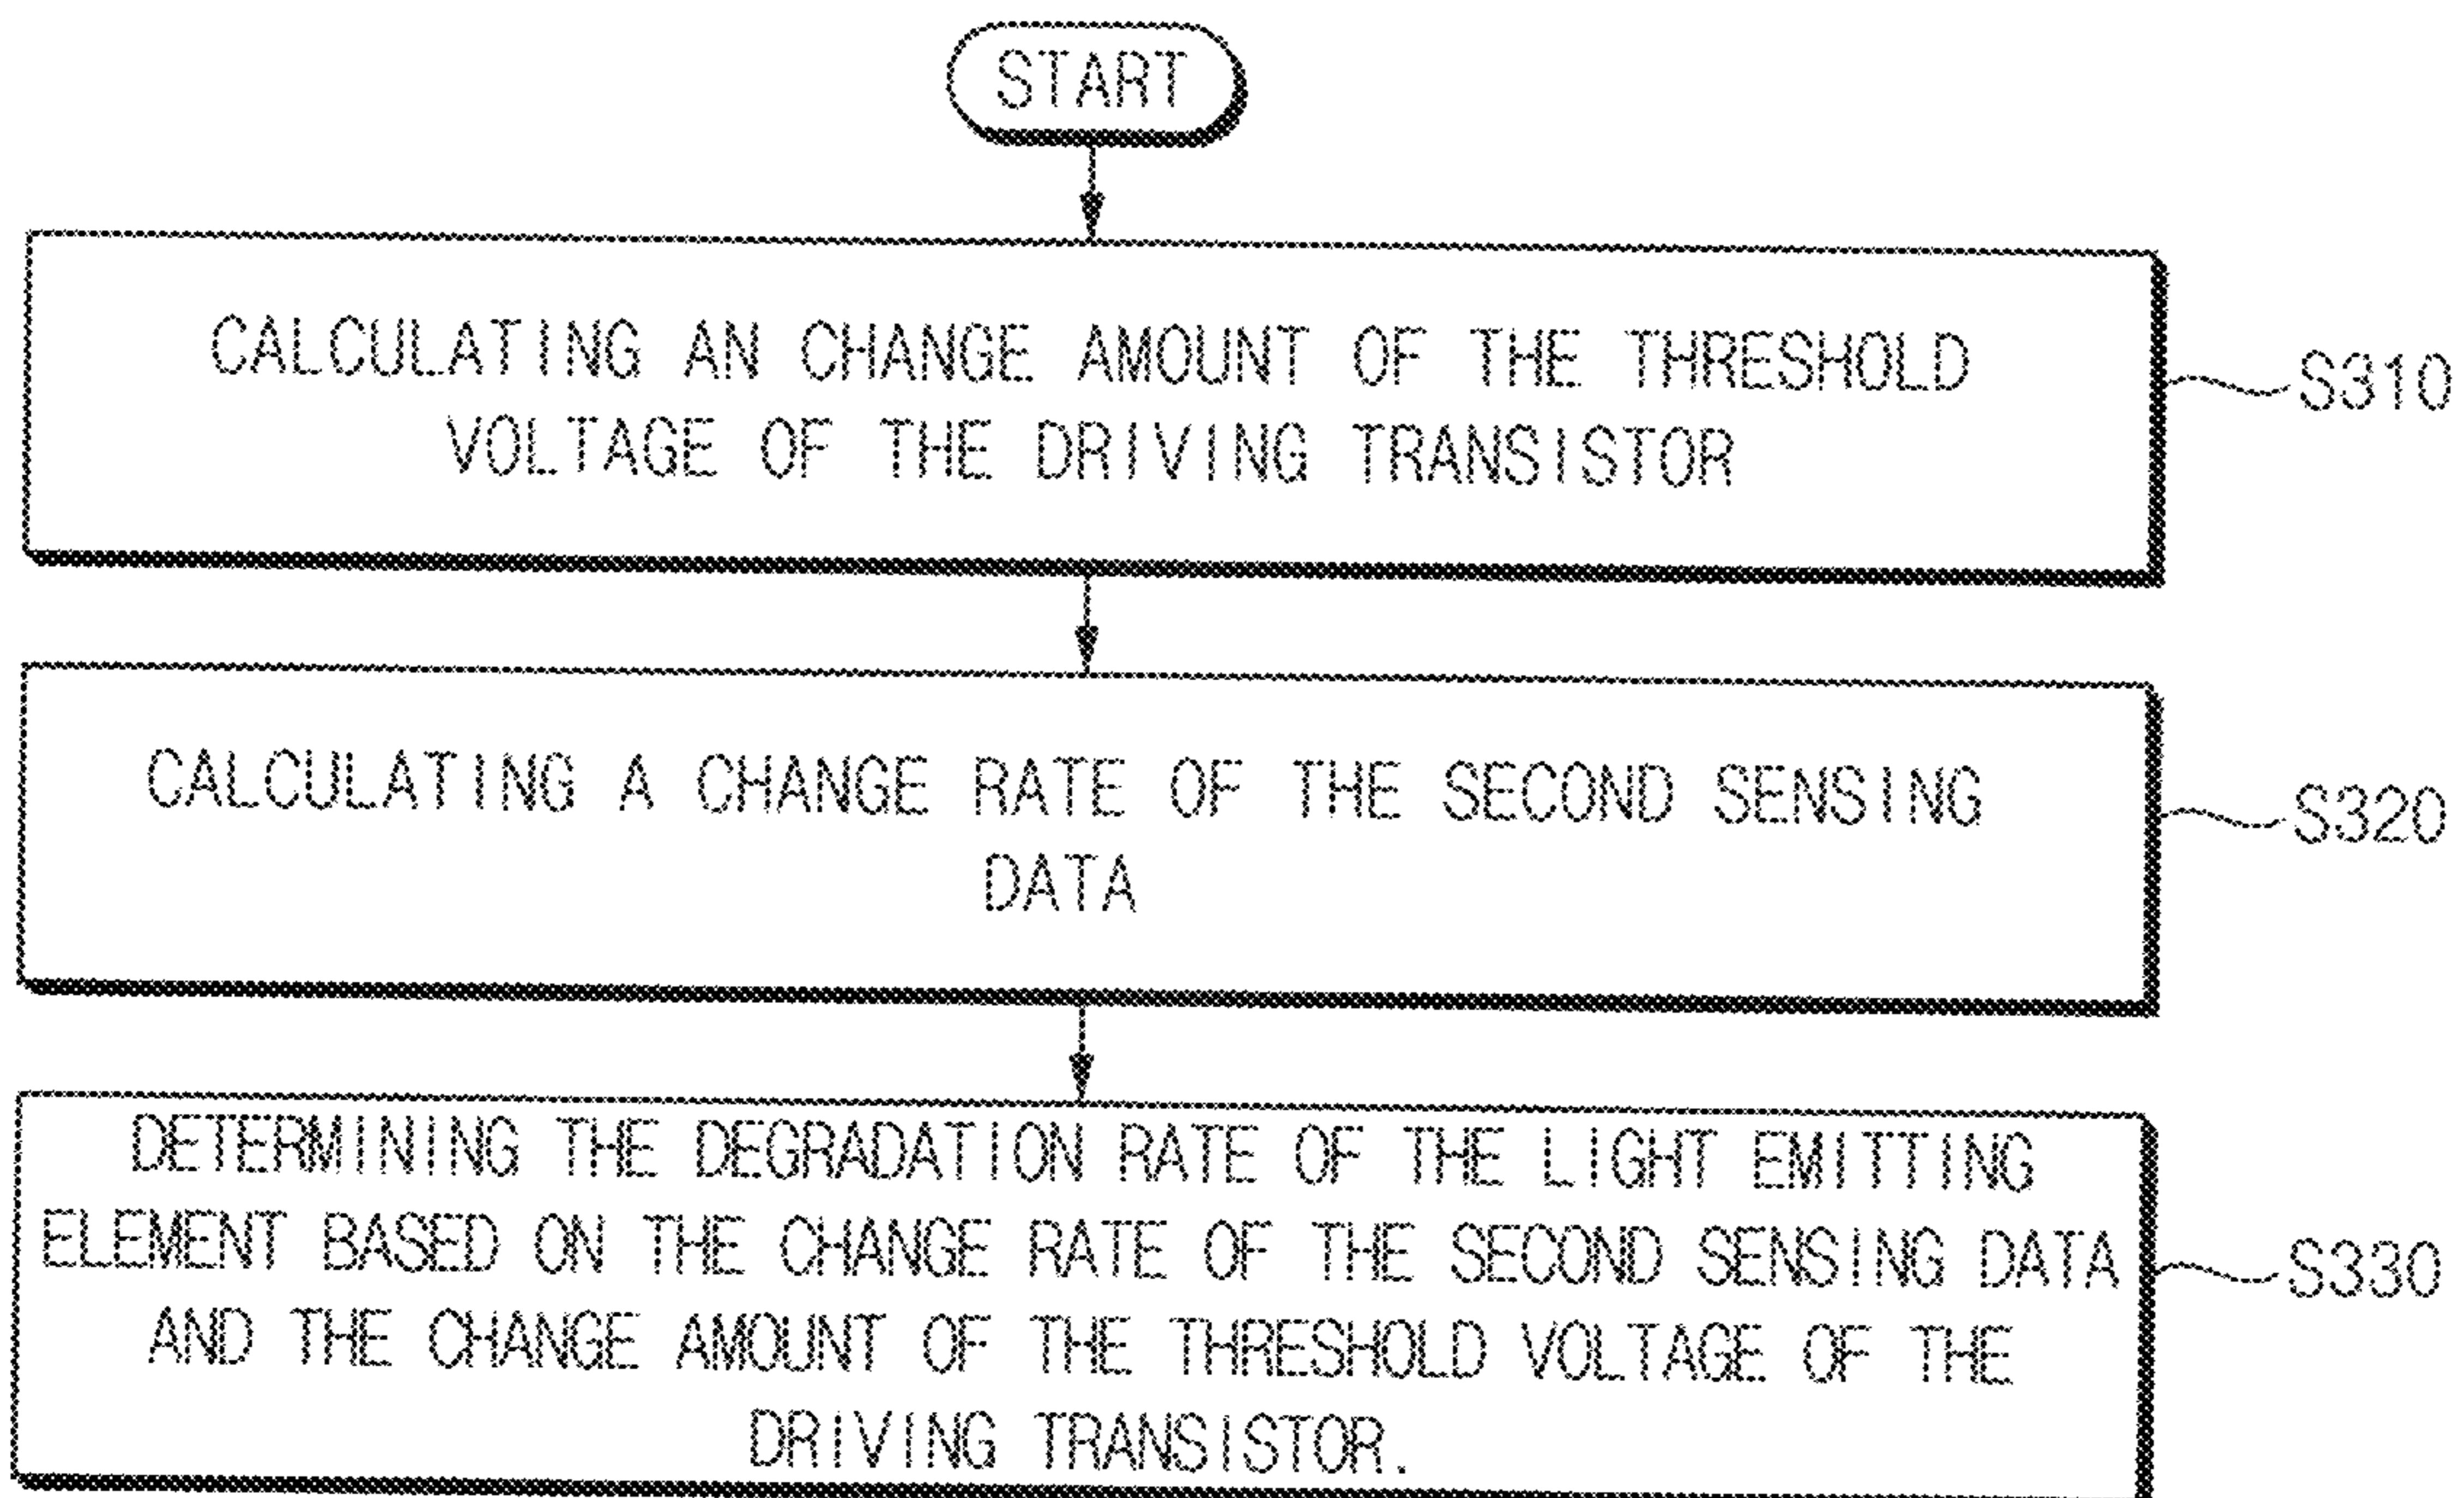 START
CALCULATING AN CHANGE AMOUNT OF THE THRESHOLD
VOLTAGE OF THE DRIVING TRANSISTOR
S310
CALCULATING A CHANGE RATE OF THE SECOND SENSING
DATA
S320
DETERMINING THE DEGRADATION RATE OF THE LIGHT EMITTING
ELEMENT BASED ON THE CHANGE RATE OF THE SECOND SENSING DATA
AND THE CHANGE AMOUNT OF THE THRESHOLD VOLTAGE OF THE
DRIVING TRANSISTOR.
S330